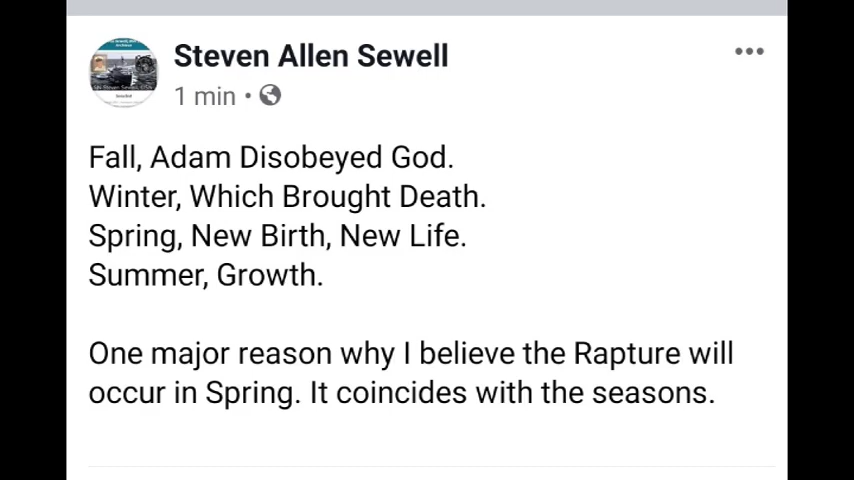 Steven Allen Sewell
1 min •
Fall, Adam Disobeyed God.
Winter, Which Brought Death.
Spring, New Birth, New Life.
Summer, Growth.
One major reason why I believe the Rapture will
occur in Spring. It coincides with the seasons.